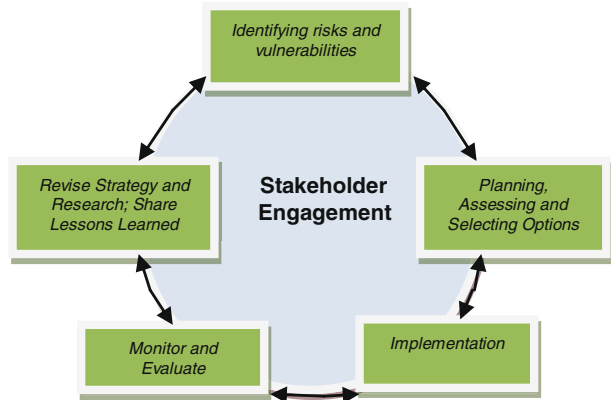 Identifying risks and
vulnerabilities
Revise Strategy and
Research; Share
Lessons Learned
Stakeholder
Engagement
Planning,
Assessing and
Selecting Options
Monitor and
Evaluate
Implementation